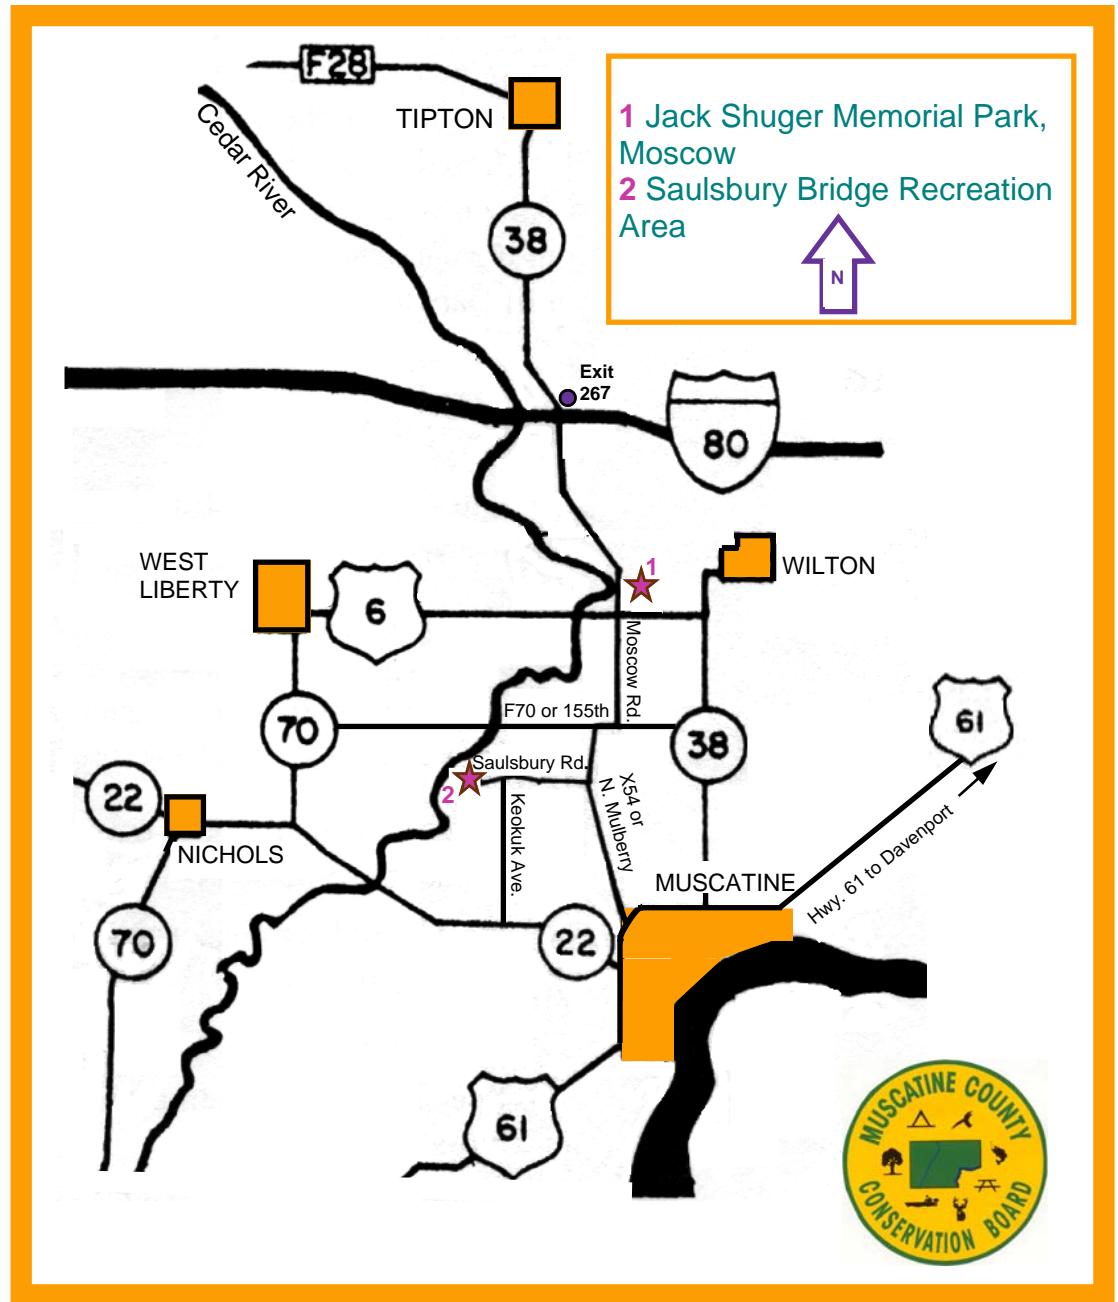 F28
TIPTON
Cedar River
38
1 Jack Shuger Memorial Park,
Moscow
2 Saulsbury Bridge Recreation
Area
N
Exit
267
80
WEST
LIBERTY
6
1
WILTON
Moscow Rd.
70
F70 or 155th
38
61
Saulsbury Rd.
2
22
Keokuk Ave.
X54 or
N. Mulberry
NICHOLS
MUSCATINE
Hwy. 61 to Davenport
70
22
61
MUSCATINE COUNTY
CONSERVATION BOARD